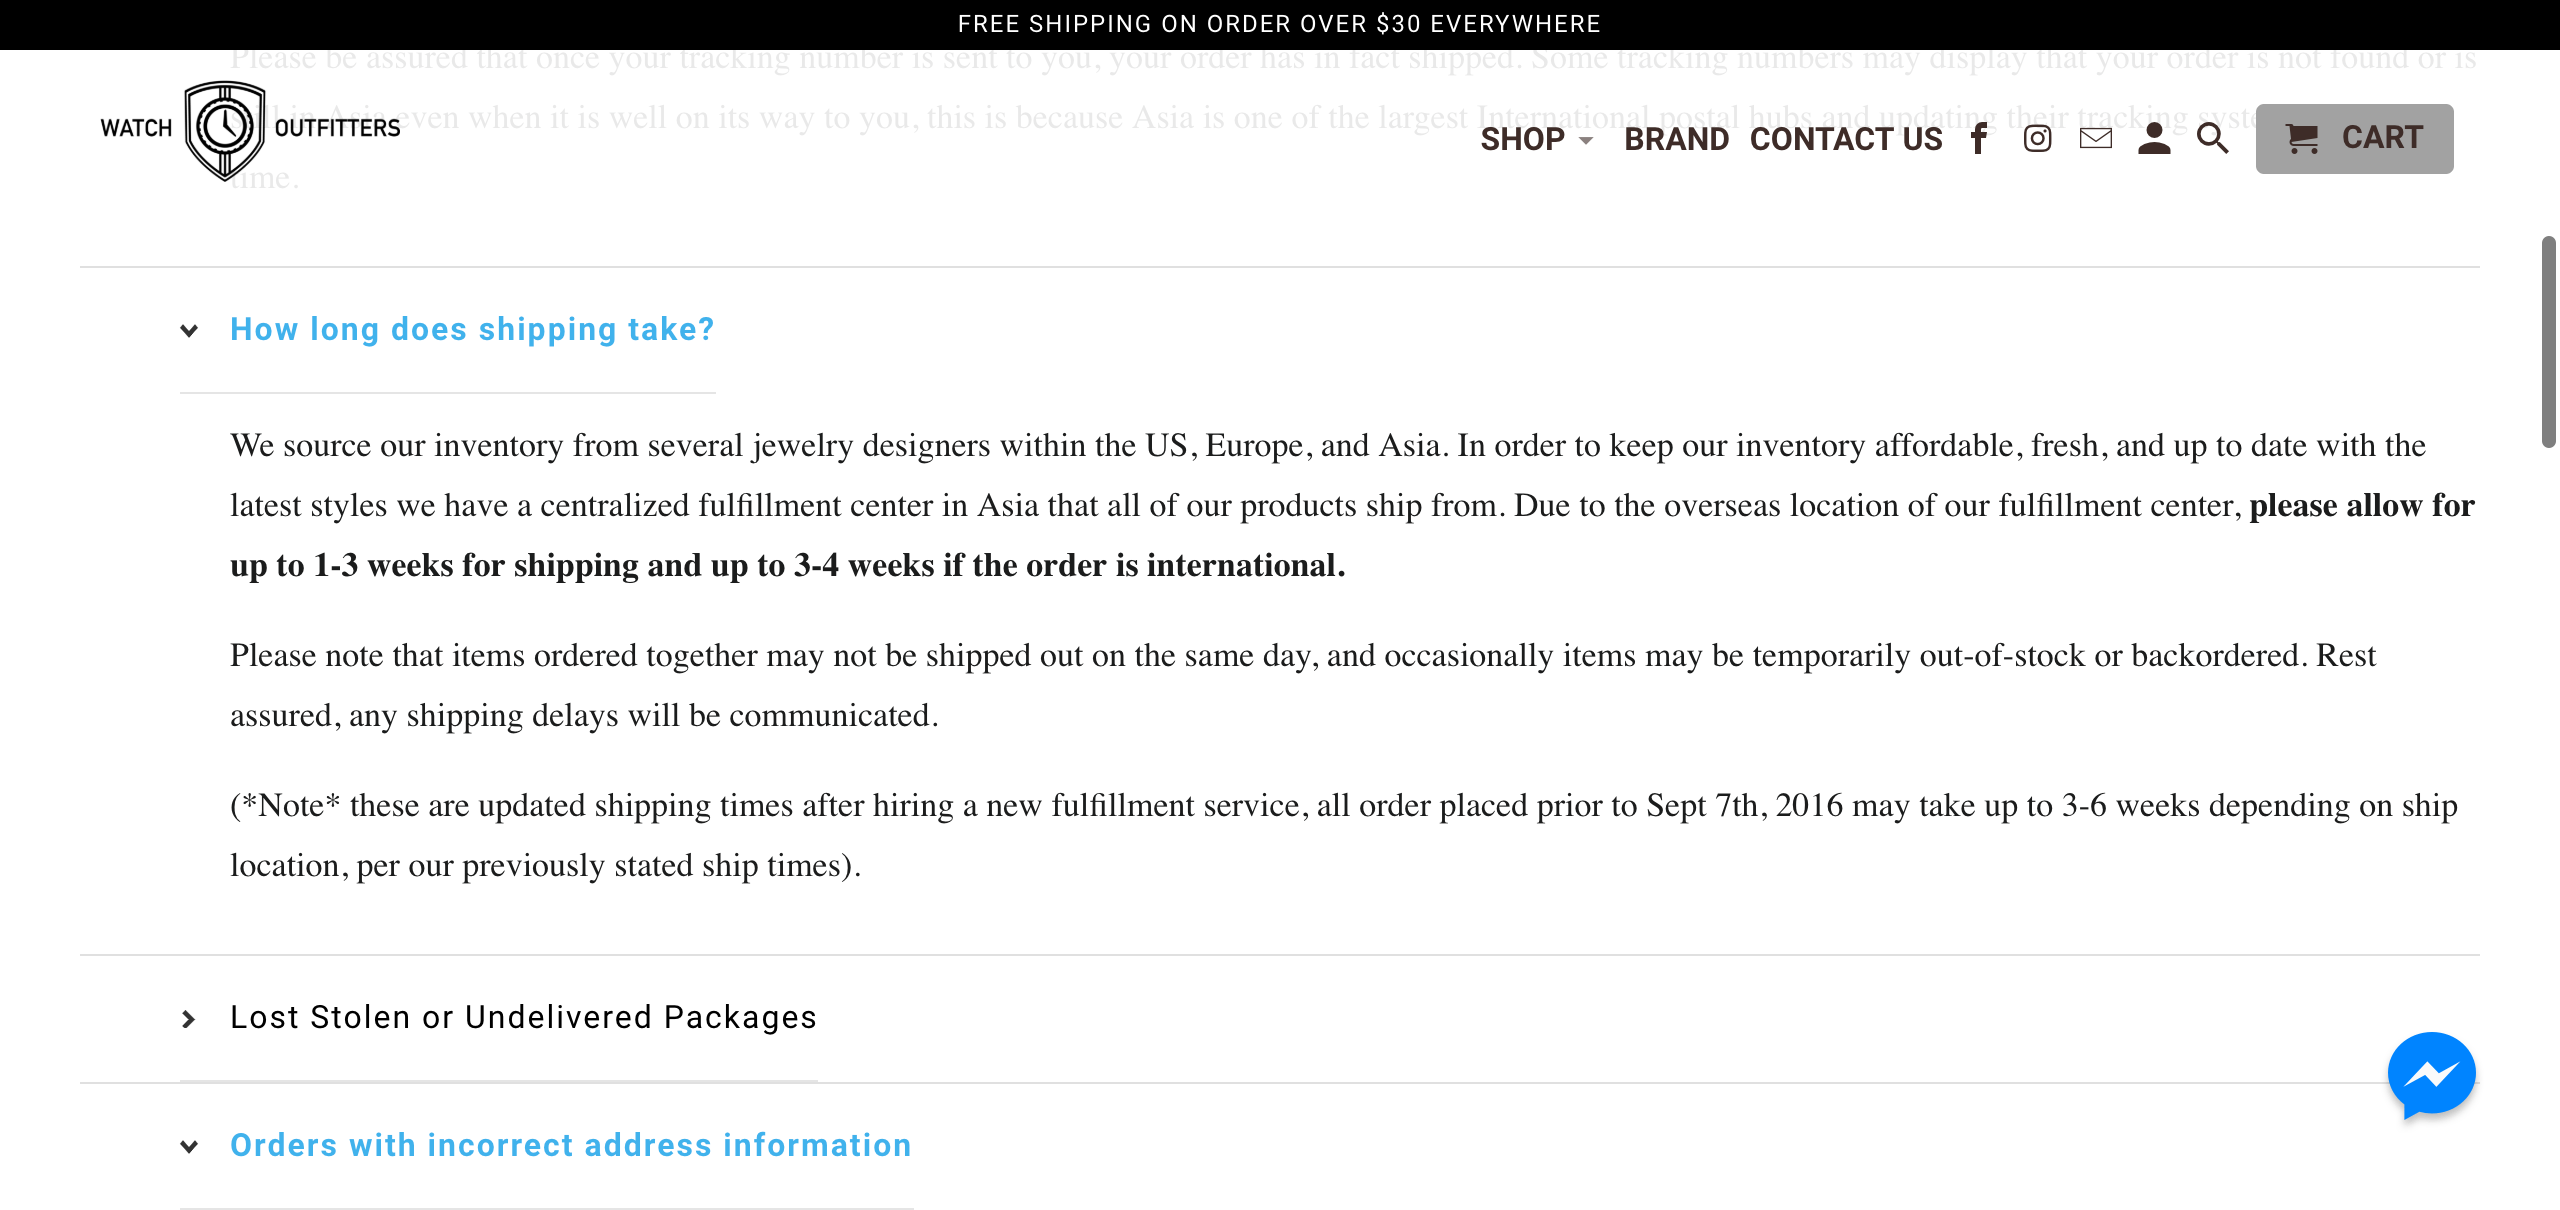 FREE SHIPPING ON ORDER OVER $30 EVERYWHERE
Please be assured that once your tracking number is sent to you, your order has in fact shipped. Some tracking numbers may display that your order is not found or is
still in Asia even when it is well on its way to you, this is because Asia is one of the largest International postal hubs and updating their tracking
time.
WATCH OUTFITTERS
SHOP BRAND CONTACT US CART
How long does shipping take?
We source our inventory from several jewelry designers within the US, Europe, and Asia. In order to keep our inventory affordable, fresh, and up to date with the
latest styles we have a centralized fulfillment center in Asia that all of our products ship from. Due to the overseas location of our fulfillment center, please allow for
up to 1-3 weeks for shipping and up to 3-4 weeks if the order is international.
Please note that items ordered together may not be shipped out on the same day, and occasionally items may be temporarily out-of-stock or backordered. Rest
assured, any shipping delays will be communicated.
(*Note* these are updated shipping times after hiring a new fulfillment service, all order placed prior to Sept 7th, 2016 may take up to 3-6 weeks depending on ship
location, per our previously stated ship times).
Lost Stolen or Undelivered Packages
Orders with incorrect address information